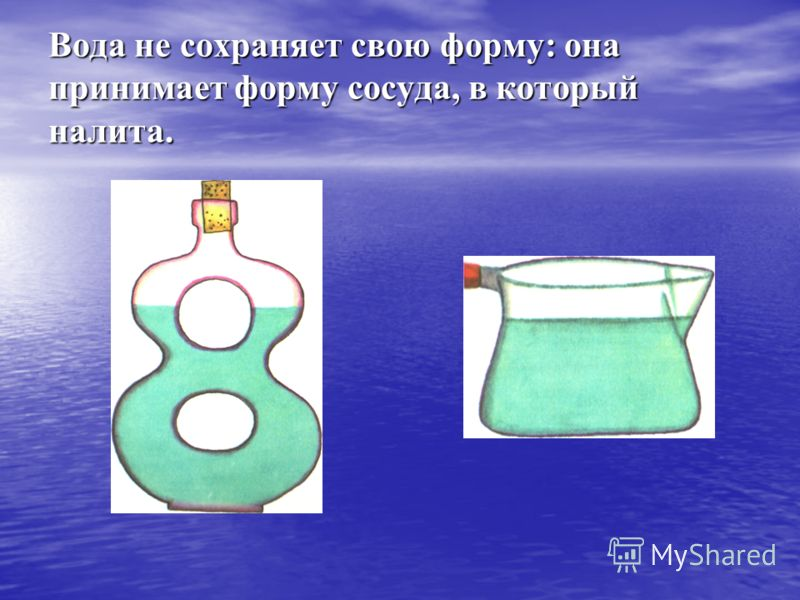 Вода не сохраняет свою форму: она
принимает форму сосуда, в который
налита.
MyShared